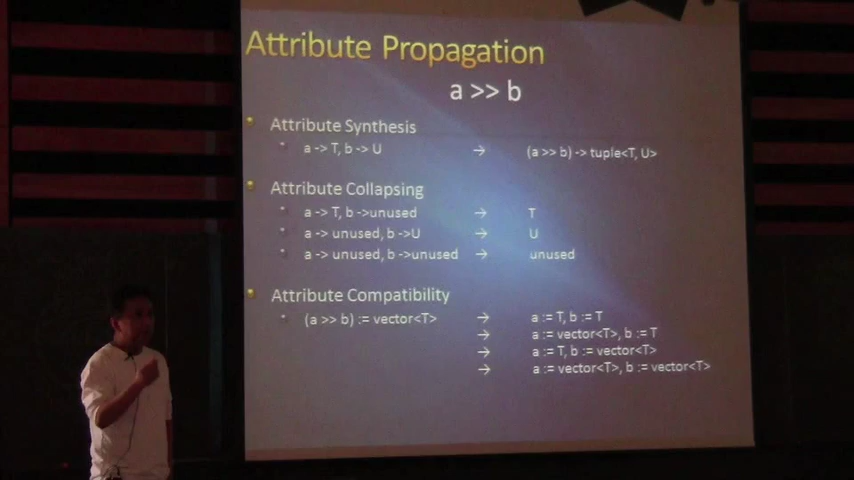 Attribute Propagation
a >> b
Attribute Synthesis
a -> T, b -> U → (a >> b) -> tuple<T, U>
Attribute Collapsing
a -> T, b ->unused → T
a -> unused, b ->U → U
a -> unused, b ->unused → unused
Attribute Compatibility
(a >> b) := vector<T> → a := T, b := T
→ a := vector<T>, b := T
→ a := T, b := vector<T>
→ a := vector<T>, b := vector<T>